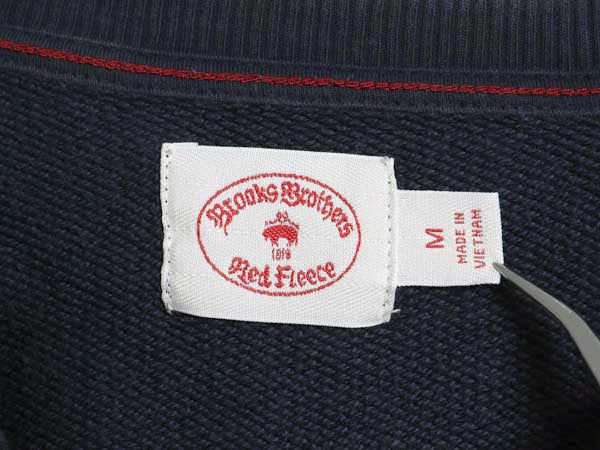 Brooks Brothers
1818
Red Fleece
M
MADE IN
VIETNAM